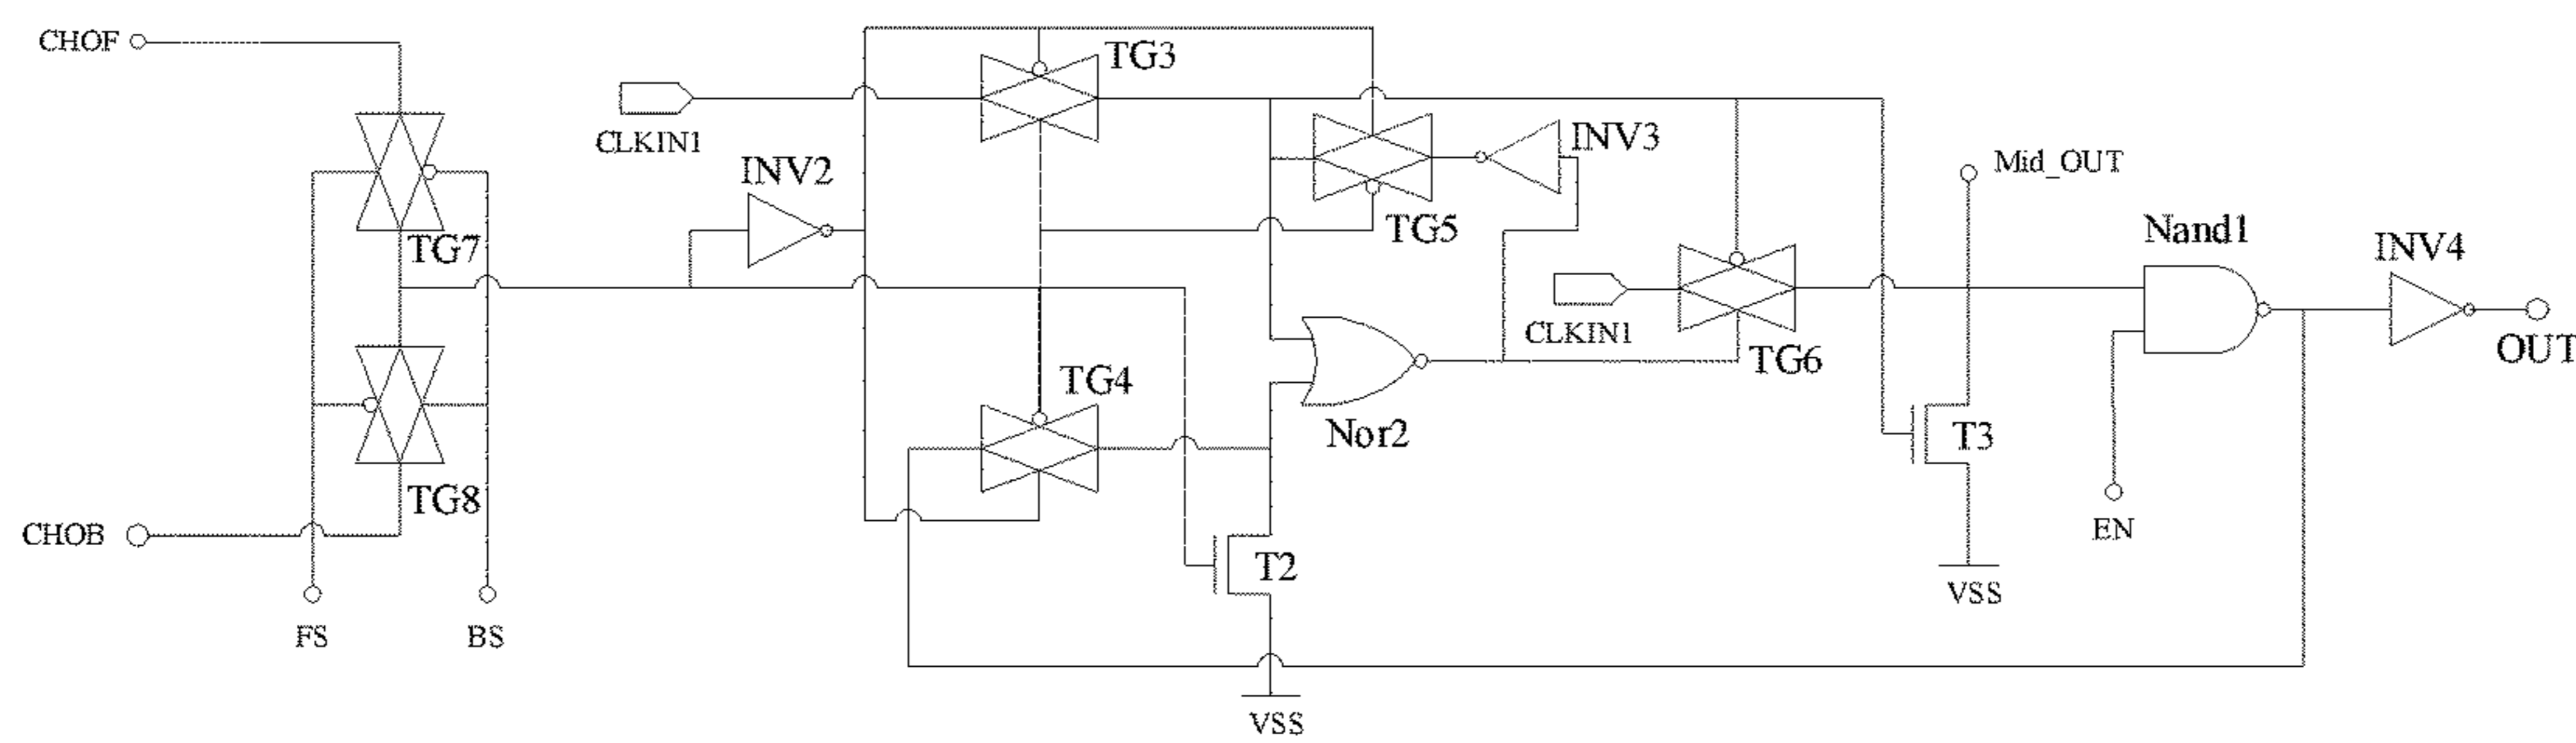 CHOF
TG3
CLKIN1
INV3
INV2
Mid_OUT
TG5
TG7
Nand1
INV4
CLKIN1
TG6
OUT
TG4
Nor2
T3
TG8
CHOB
EN
T2
VSS
FS
BS
VSS